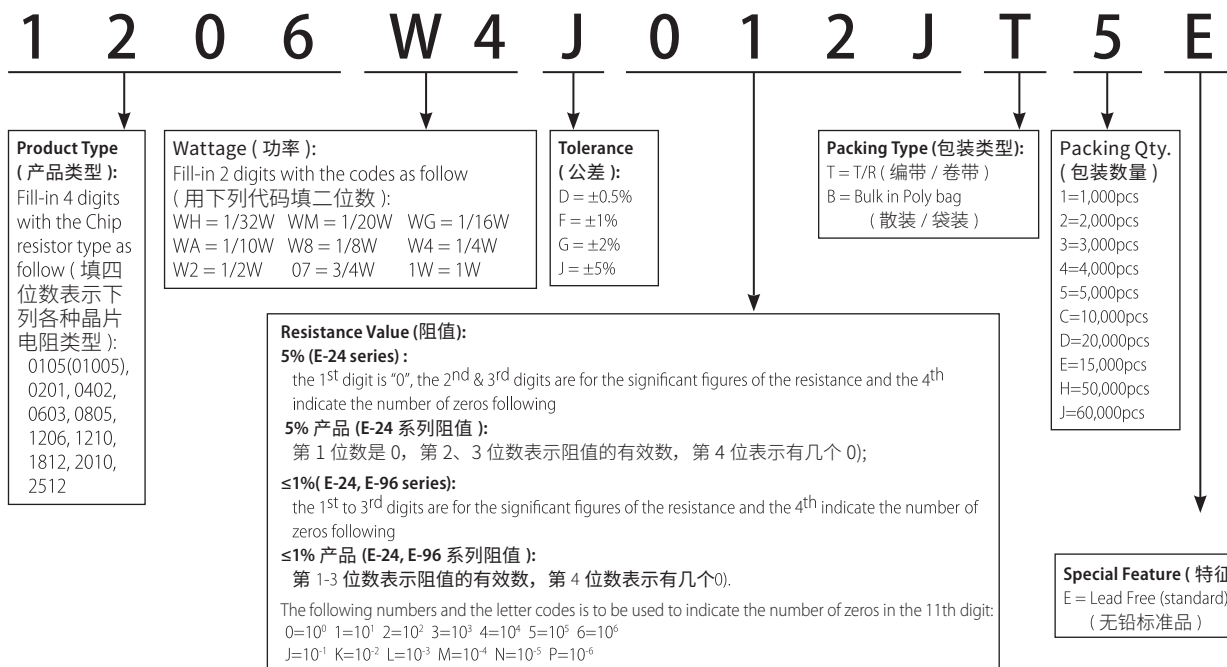 1 2 0 6 W 4 J 0 1 2 J T 5 E
Product Type
( 产品类型 ):
Fill-in 4 digits
with the Chip
resistor type as
follow ( 填四
位数表示下
列各种晶片
电阻类型 ):
0105(01005),
0201, 0402,
0603, 0805,
1206, 1210,
1812, 2010,
2512
Wattage ( 功率 ):
Fill-in 2 digits with the codes as follow
( 用下列代码填二位数 ):
WH = 1/32W WM = 1/20W WG = 1/16W
WA = 1/10W W8 = 1/8W W4 = 1/4W
W2 = 1/2W 07 = 3/4W 1W = 1W
Tolerance
( 公差 ):
D = ±0.5%
F = ±1%
G = ±2%
J = ±5%
Resistance Value (阻值):
5% (E-24 series) :
the 1st digit is “0”, the 2nd & 3rd digits are for the significant figures of the resistance and the 4th
indicate the number of zeros following
5% 产品 (E-24 系列阻值 ):
第 1 位数是 0，第 2、3 位数表示阻值的有效数，第 4 位表示有几个 0);
≤1%( E-24, E-96 series):
the 1st to 3rd digits are for the significant figures of the resistance and the 4th indicate the number of
zeros following
≤1% 产品 (E-24, E-96 系列阻值 ):
第 1-3 位数表示阻值的有效数，第 4 位数表示有几个0).
The following numbers and the letter codes is to be used to indicate the number of zeros in the 11th digit:
0=10⁰ 1=10¹ 2=10² 3=10³ 4=10⁴ 5=10⁵ 6=10⁶
J=10⁻¹ K=10⁻² L=10⁻³ M=10⁻⁴ N=10⁻⁵ P=10⁻⁶
Packing Type (包装类型):
T = T/R ( 编带 / 卷带 )
B = Bulk in Poly bag
( 散装 / 袋装 )
Packing Qty.
( 包装数量 )
1=1,000pcs
2=2,000pcs
3=3,000pcs
4=4,000pcs
5=5,000pcs
C=10,000pcs
D=20,000pcs
E=15,000pcs
H=50,000pcs
J=60,000pcs
Special Feature ( 特征
E = Lead Free (standard)
( 无铅标准品 )